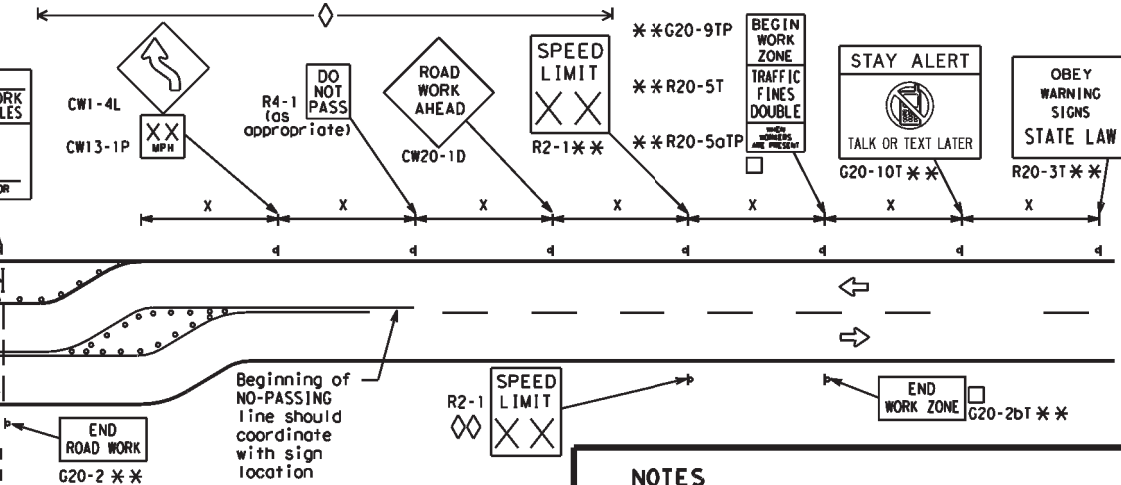 ORK
LES
OR
CW1-4L
XX
MPH
CW13-1P
DO
NOT
PASS
R4-1
(as
appropriate)
ROAD
WORK
AHEAD
CW20-1D
SPEED
LIMIT
XX
R2-1**
**G20-9TP
**R20-5T
**R20-5aTP
BEGIN
WORK
ZONE
TRAFFIC
FINES
DOUBLE
WHEN
WORKERS
ARE PRESENT
STAY ALERT
TALK OR TEXT LATER
G20-10T**
OBEY
WARNING
SIGNS
STATE LAW
R20-3T**
X X X X X X X
Beginning of
NO-PASSING
line should
coordinate
with sign
location
R2-1
SPEED
LIMIT
XX
END
WORK ZONE
G20-2bT**
END
ROAD WORK
G20-2**
NOTES